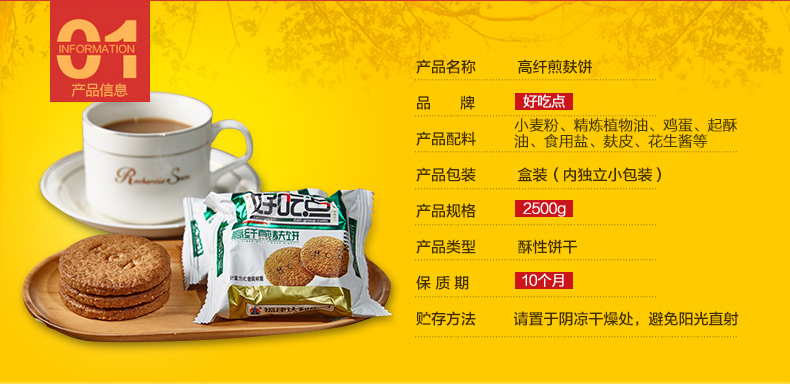 INFORMATION
01
产品信息
产品名称 高纤煎麸饼
品 牌 好吃点
产品配料 小麦粉、精炼植物油、鸡蛋、起酥
油、食用盐、麸皮、花生酱等
产品包装 盒装（内独立小包装）
产品规格 2500g
产品类型 酥性饼干
保 质 期 10个月
贮存方法 请置于阴凉干燥处，避免阳光直射
好吃点
高纤煎麸饼